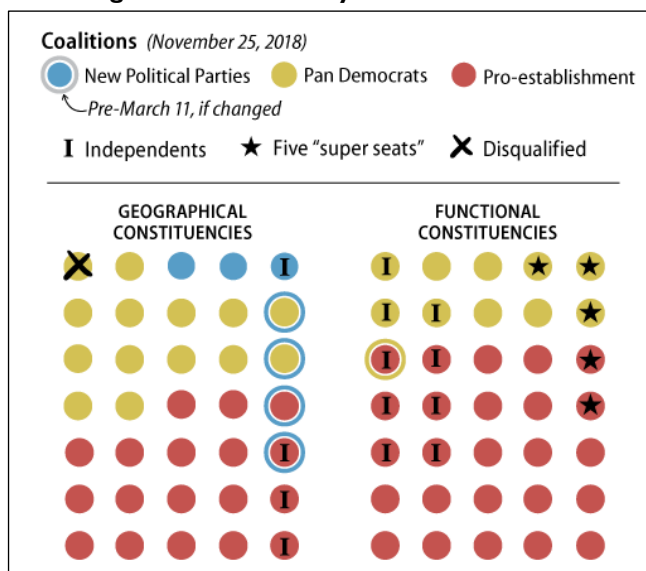 Coalitions (November 25, 2018)
New Political Parties Pan Democrats Pro-establishment
Pre-March 11, if changed
I Independents ★ Five "super seats" ✗ Disqualified
GEOGRAPHICAL CONSTITUENCIES
FUNCTIONAL CONSTITUENCIES
I I
I I
I I
I I
I I I
I
I